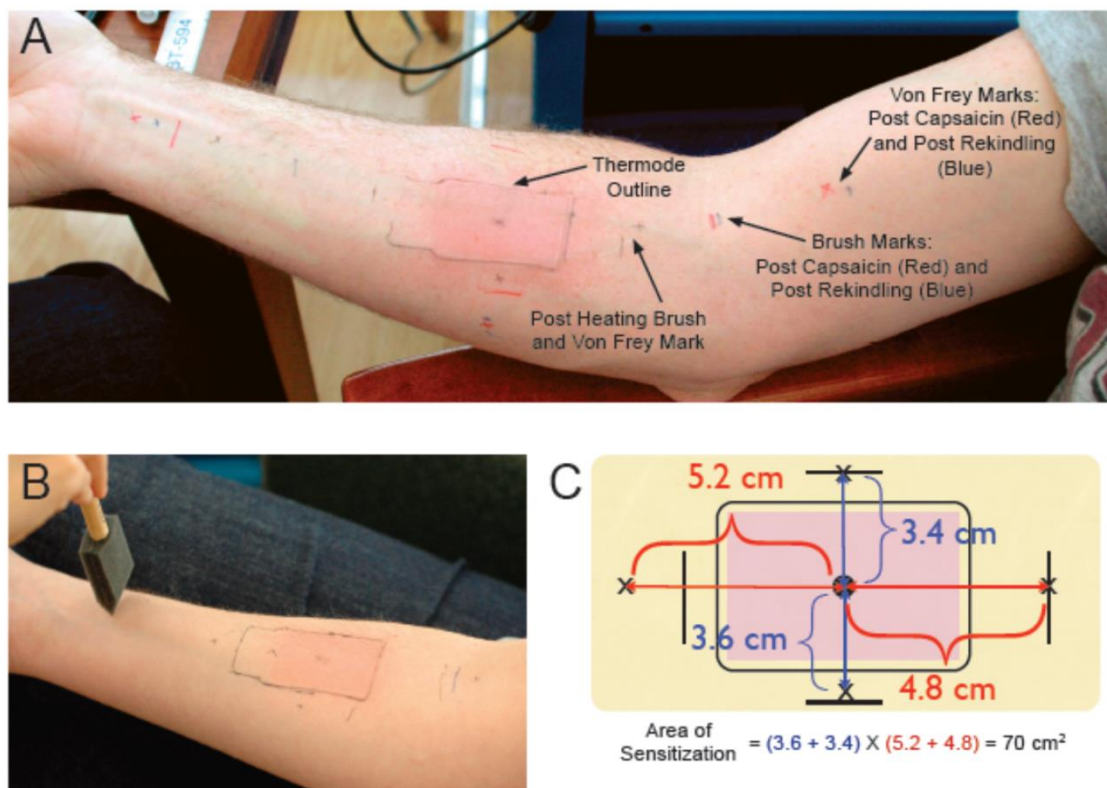 A
GT-594
Von Frey Marks:
Post Capsaicin (Red)
and Post Rekindling
(Blue)
Thermode
Outline
Brush Marks:
Post Capsaicin (Red) and
Post Rekindling (Blue)
Post Heating Brush
and Von Frey Mark
B
C
5.2 cm
3.4 cm
3.6 cm
4.8 cm
Area of
Sensitization = (3.6 + 3.4) X (5.2 + 4.8) = 70 cm²